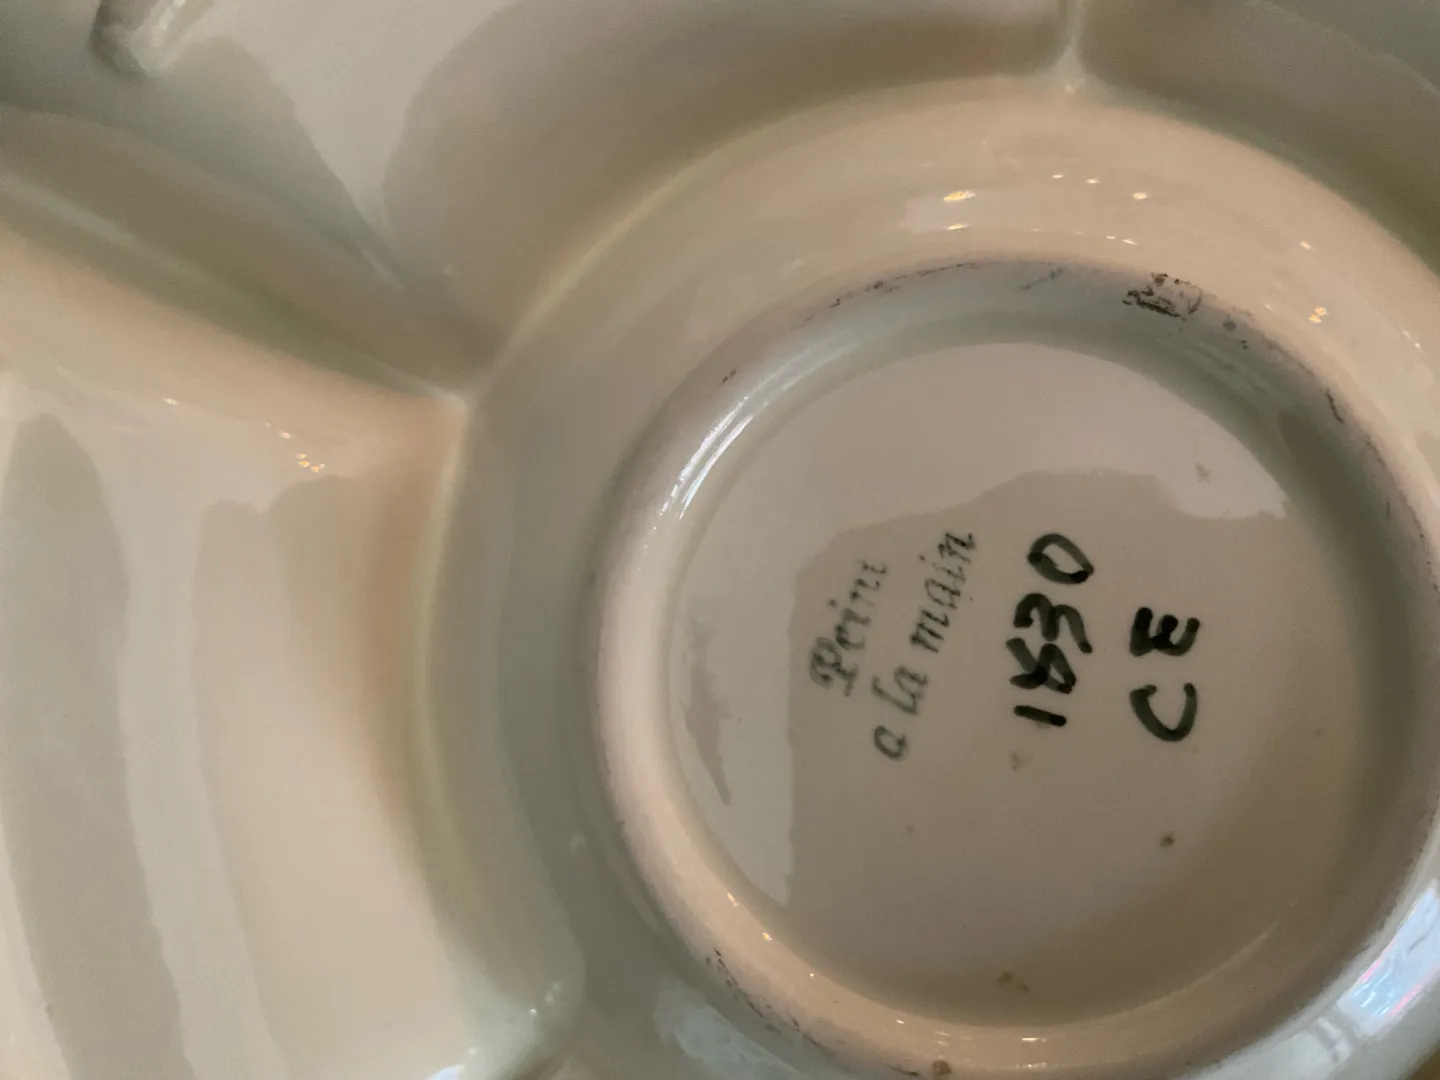 Peint
a la main
1830
CE